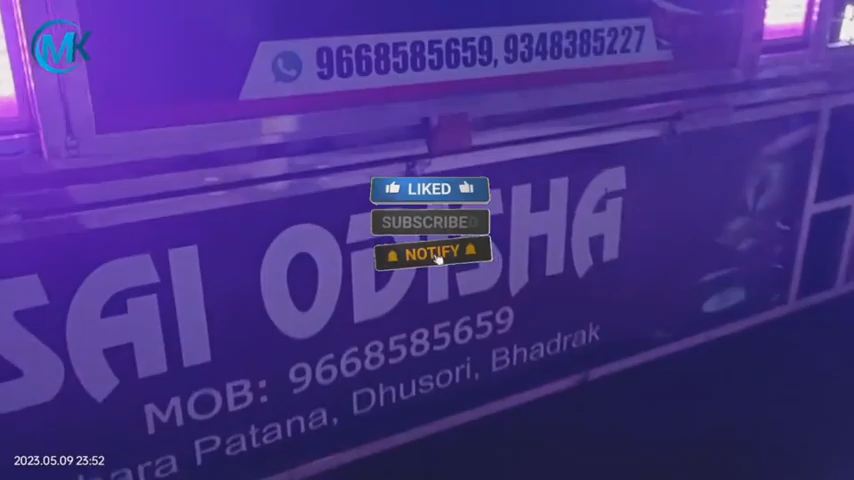 MK
9668585659, 9348385227
LIKED
SUBSCRIBED
NOTIFY
SAI ODISHA
MOB: 9668585659
Patana, Dhusori, Bhadrak
2023.05.09 23:52